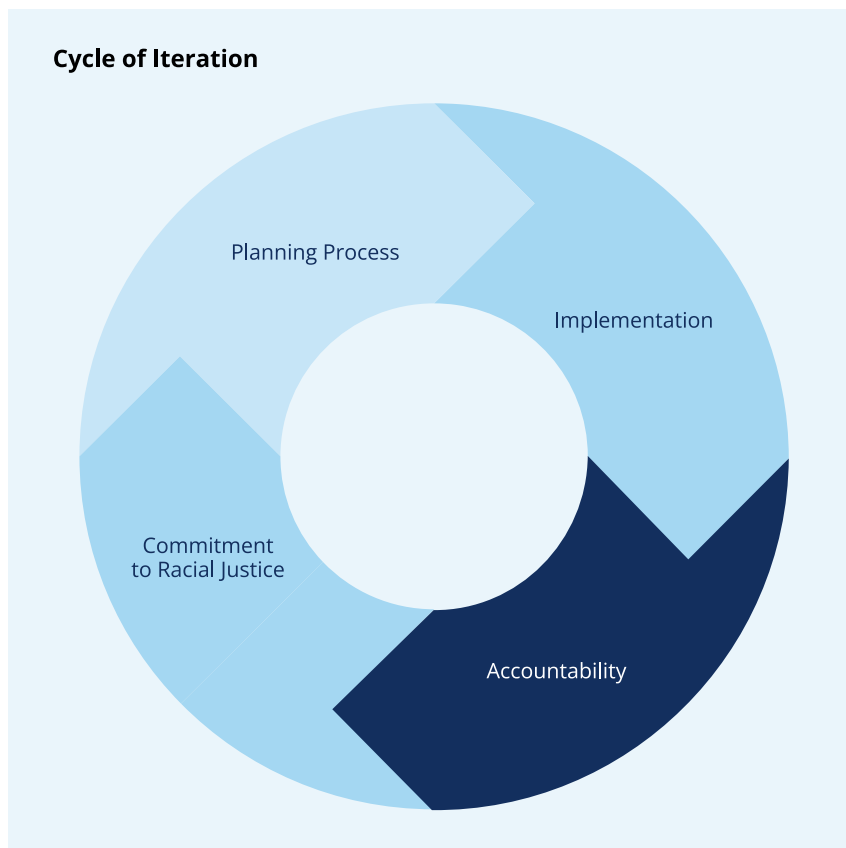 Cycle of Iteration
Planning Process
Implementation
Commitment
to Racial Justice
Accountability